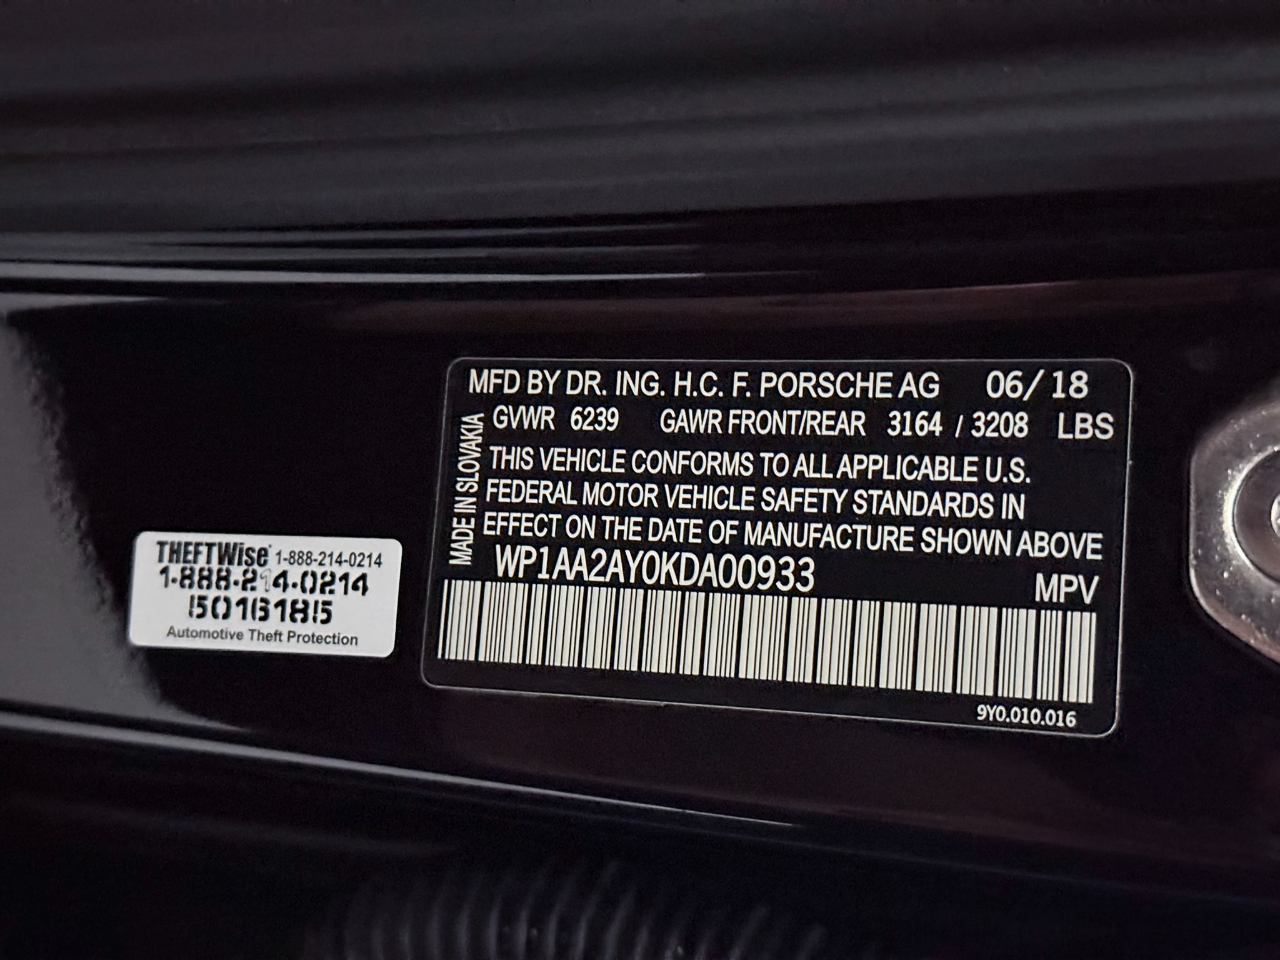 MFD BY DR. ING. H.C. F. PORSCHE AG 06/18
GVWR 6239 GAWR FRONT/REAR 3164 / 3208 LBS
MADE IN SLOVAKIA
THIS VEHICLE CONFORMS TO ALL APPLICABLE U.S.
FEDERAL MOTOR VEHICLE SAFETY STANDARDS IN
EFFECT ON THE DATE OF MANUFACTURE SHOWN ABOVE
WP1AA2AY0KDA00933 MPV
9Y0.010.016
THEFTWise 1-888-214-0214
1-888-214-0214
5016185
Automotive Theft Protection